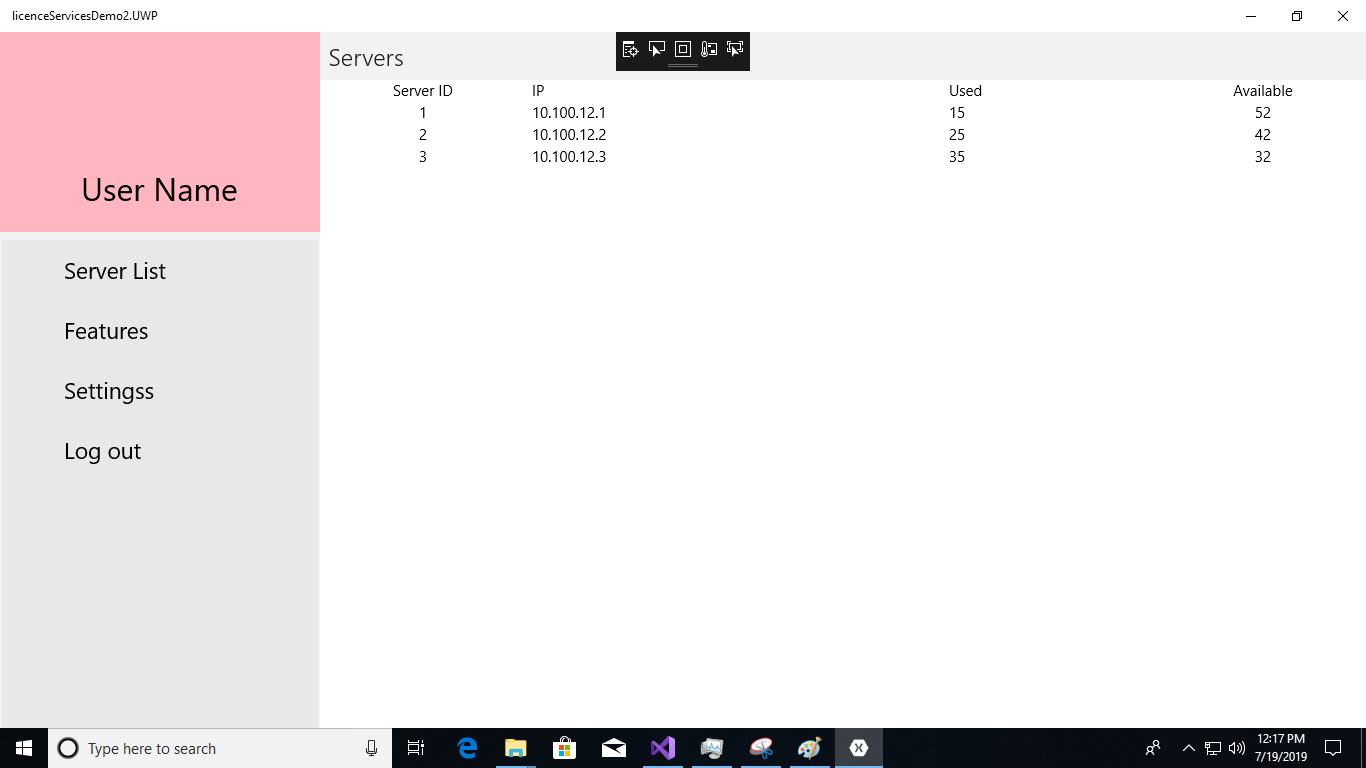 licenceServicesDemo2.UWP
User Name
Server List
Features
Settingss
Log out
Servers
Server ID IP Used Available
1 10.100.12.1 15 52
2 10.100.12.2 25 42
3 10.100.12.3 35 32
Type here to search
12:17 PM
7/19/2019